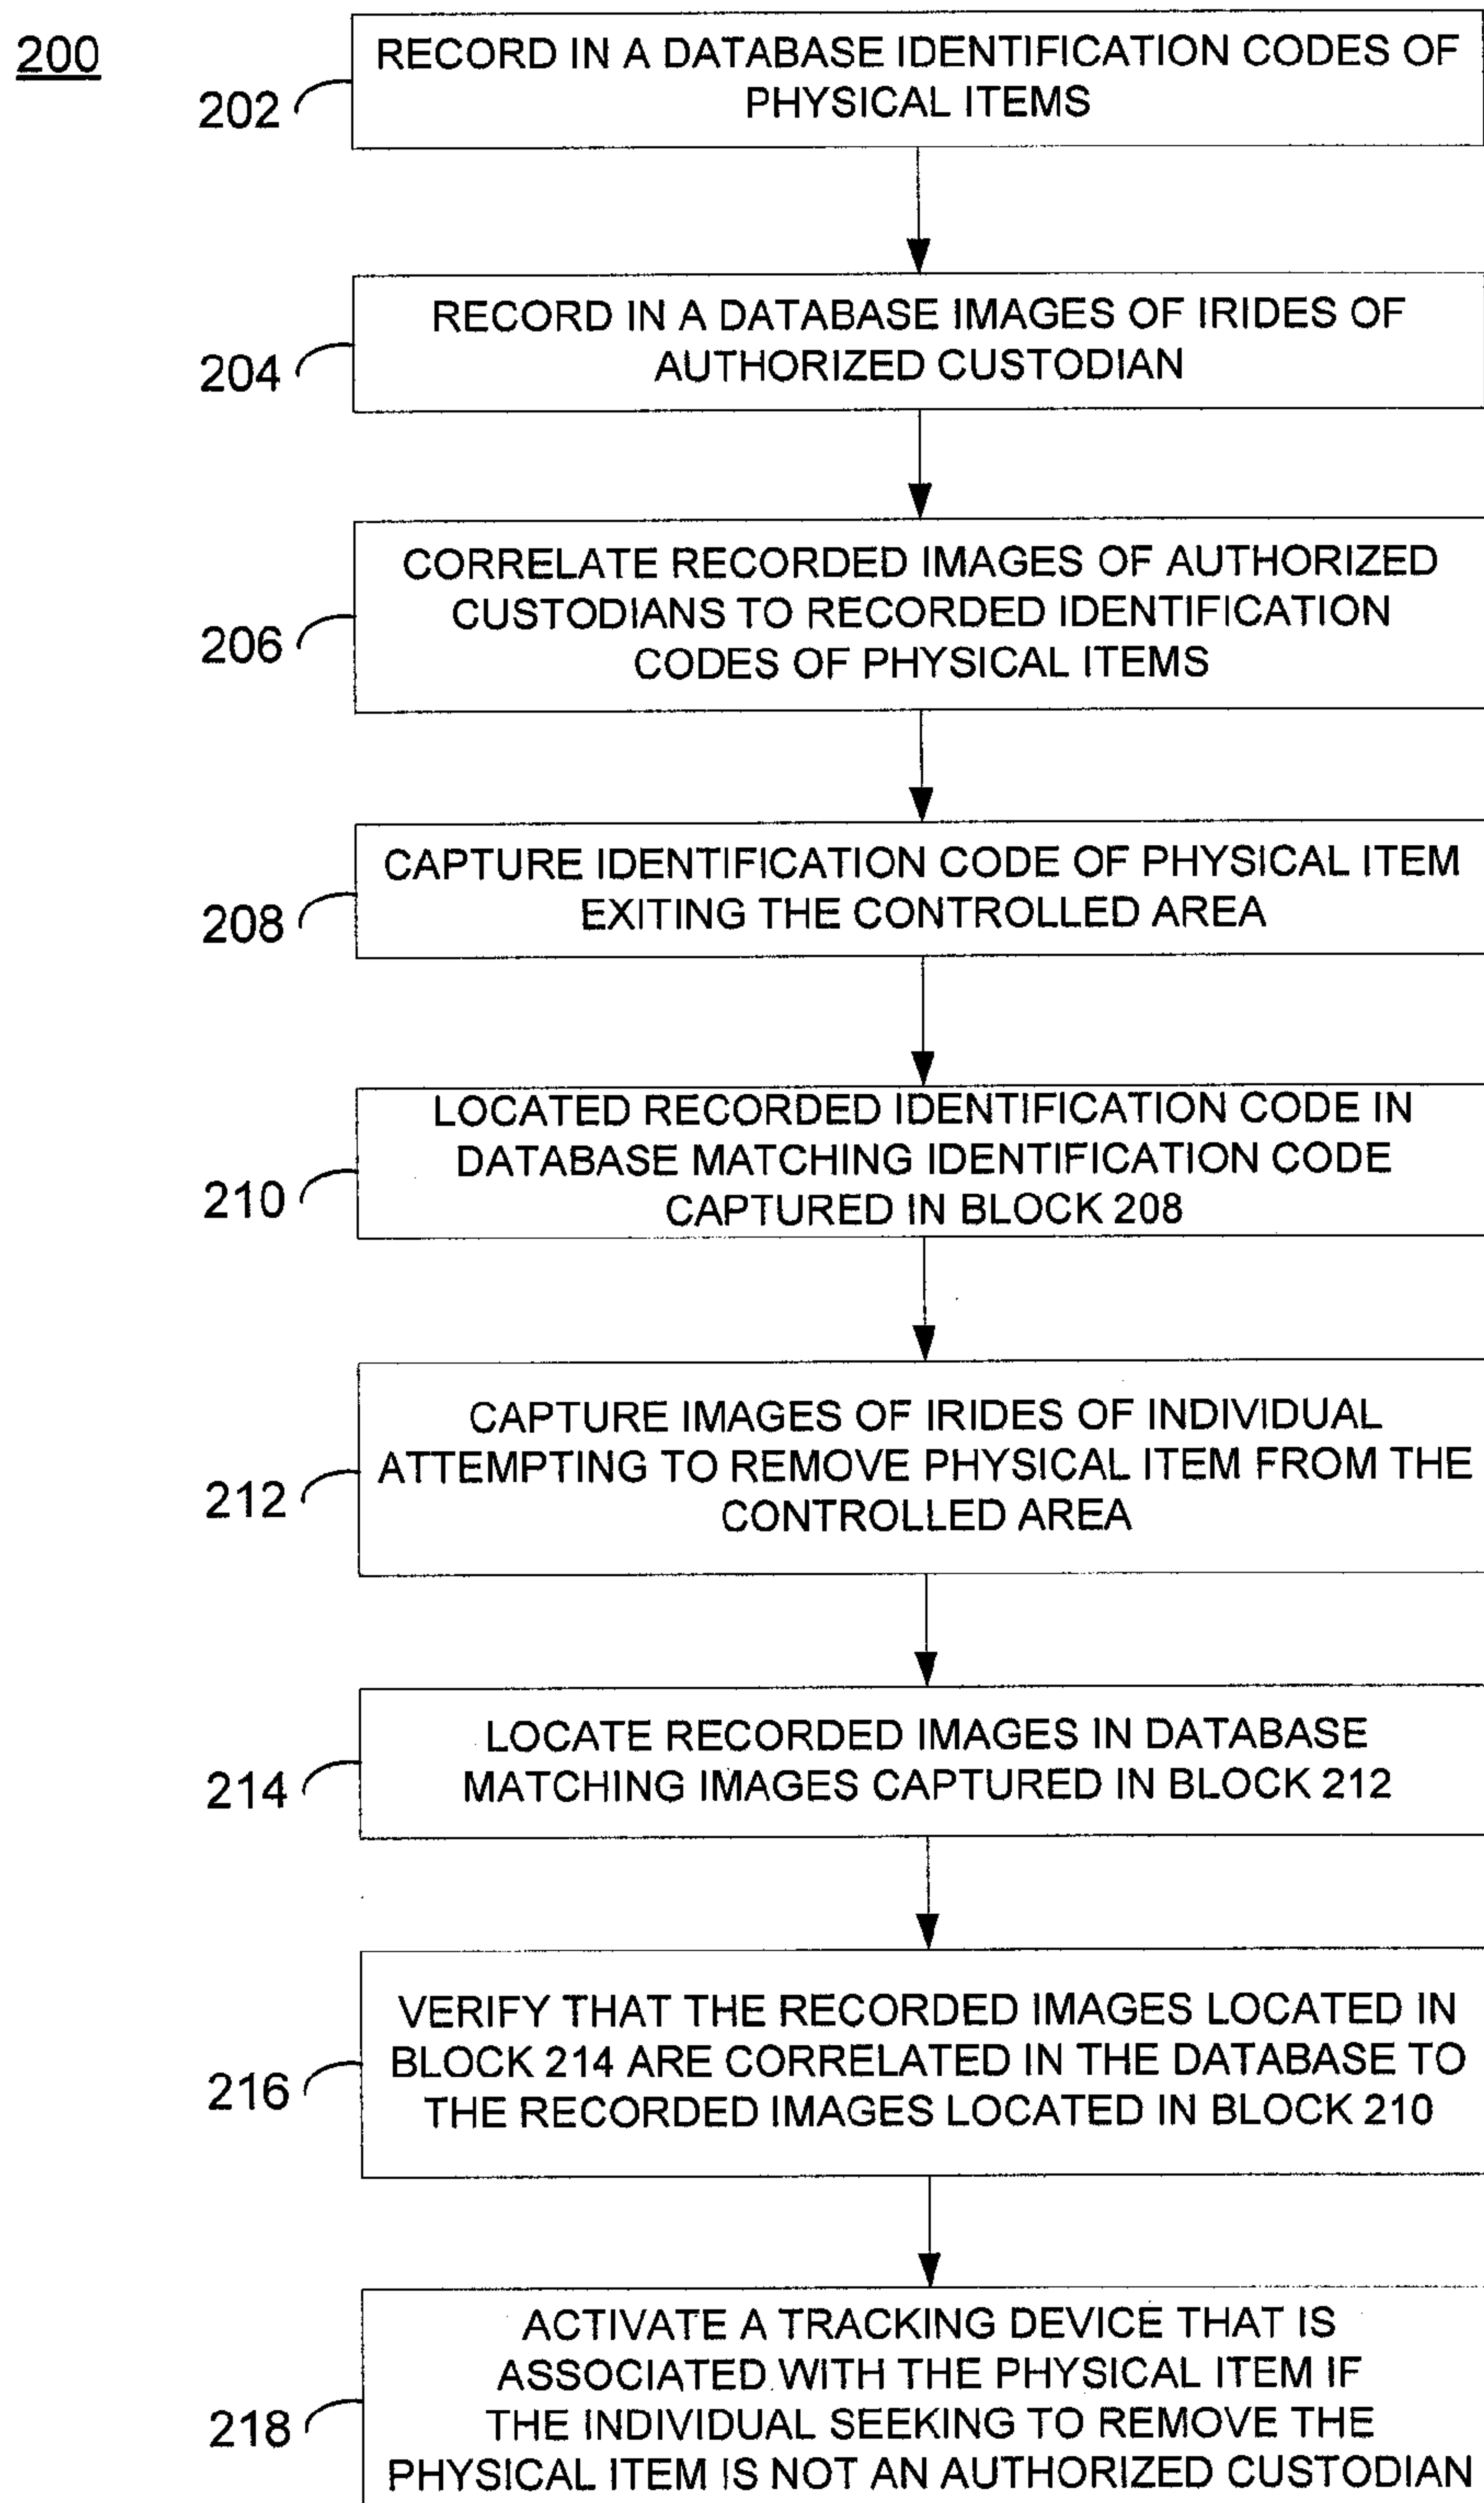 200
202
RECORD IN A DATABASE IDENTIFICATION CODES OF
PHYSICAL ITEMS
204
RECORD IN A DATABASE IMAGES OF IRIDES OF
AUTHORIZED CUSTODIAN
206
CORRELATE RECORDED IMAGES OF AUTHORIZED
CUSTODIANS TO RECORDED IDENTIFICATION
CODES OF PHYSICAL ITEMS
208
CAPTURE IDENTIFICATION CODE OF PHYSICAL ITEM
EXITING THE CONTROLLED AREA
210
LOCATED RECORDED IDENTIFICATION CODE IN
DATABASE MATCHING IDENTIFICATION CODE
CAPTURED IN BLOCK 208
212
CAPTURE IMAGES OF IRIDES OF INDIVIDUAL
ATTEMPTING TO REMOVE PHYSICAL ITEM FROM THE
CONTROLLED AREA
214
LOCATE RECORDED IMAGES IN DATABASE
MATCHING IMAGES CAPTURED IN BLOCK 212
216
VERIFY THAT THE RECORDED IMAGES LOCATED IN
BLOCK 214 ARE CORRELATED IN THE DATABASE TO
THE RECORDED IMAGES LOCATED IN BLOCK 210
218
ACTIVATE A TRACKING DEVICE THAT IS
ASSOCIATED WITH THE PHYSICAL ITEM IF
THE INDIVIDUAL SEEKING TO REMOVE THE
PHYSICAL ITEM IS NOT AN AUTHORIZED CUSTODIAN